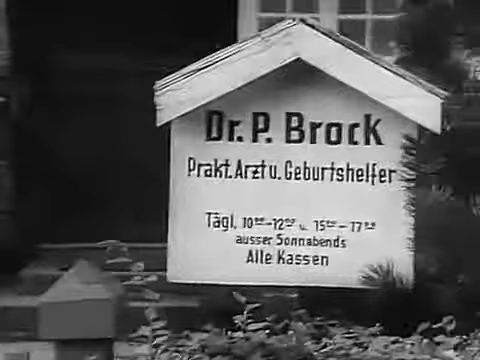 Dr. P. Brock
Prakt. Arzt u. Geburtshelfer
Tägl. 10⁰⁰-12⁰⁰ u. 15⁰⁰-17⁰⁰
ausser Sonnabends
Alle Kassen